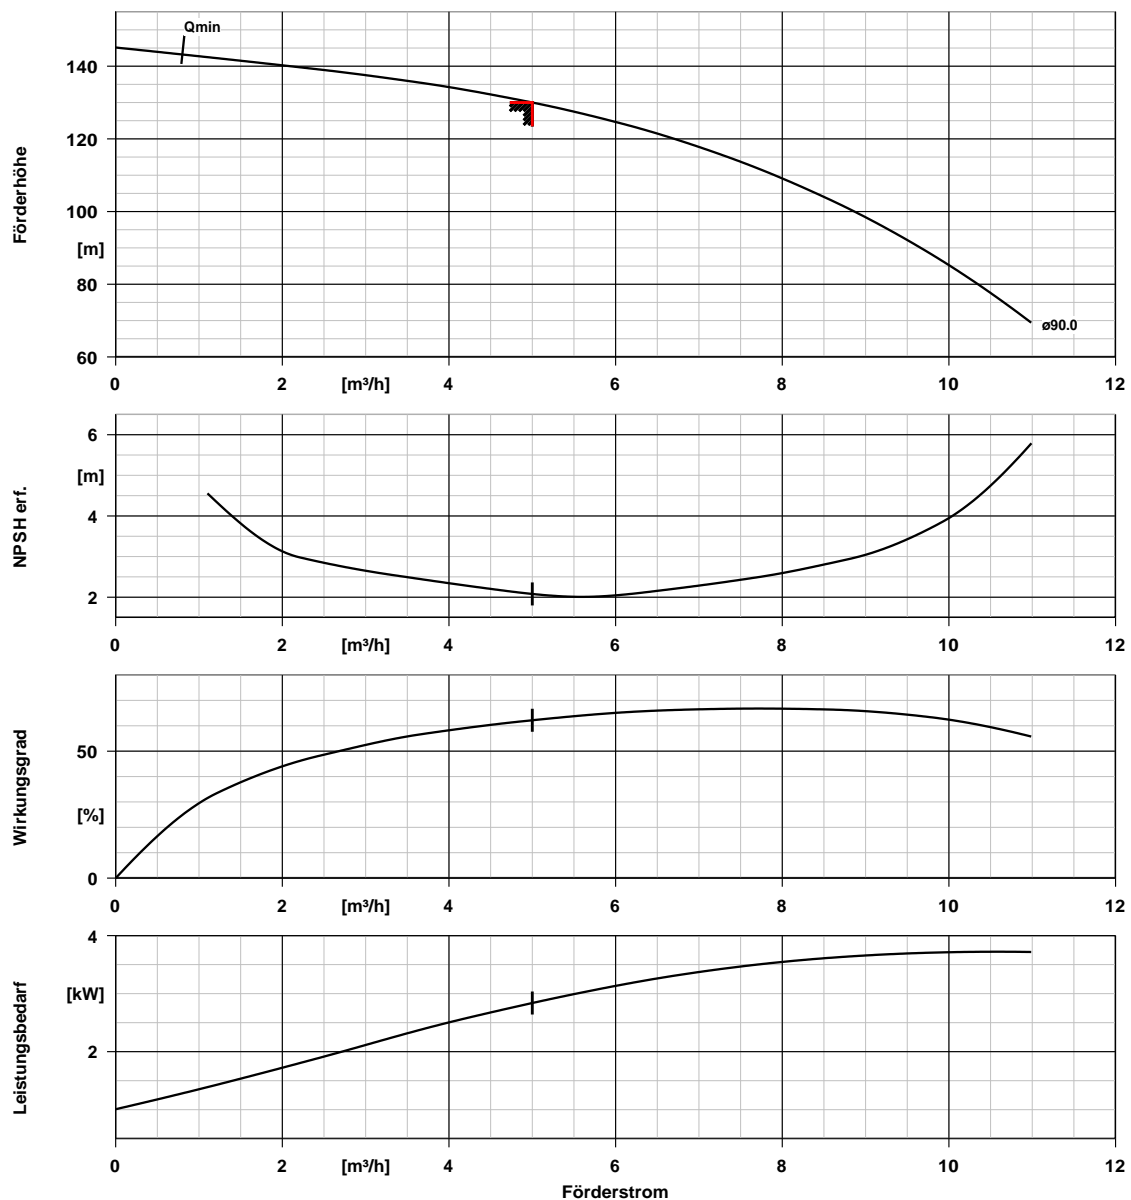 Qmin
140
120
Förderhöhe
100
[m]
80
ø90.0
60
0 2 [m³/h] 4 6 8 10 12
6
[m]
NPSH erf.
4
2
0 2 [m³/h] 4 6 8 10 12
50
Wirkungsgrad
[%]
0
0 2 [m³/h] 4 6 8 10 12
4
[kW]
Leistungsbedarf
2
0 2 [m³/h] 4 6 8 10 12
Förderstrom